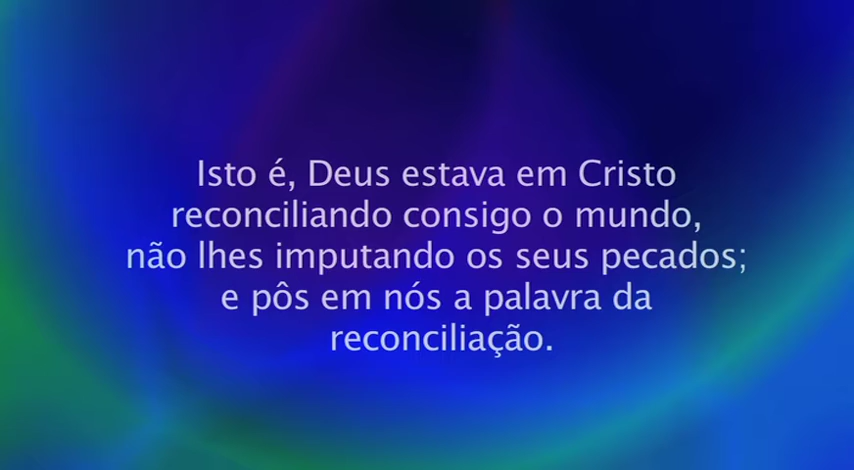 Isto é, Deus estava em Cristo
reconciliando consigo o mundo,
não lhes imputando os seus pecados;
e pôs em nós a palavra da
reconciliação.